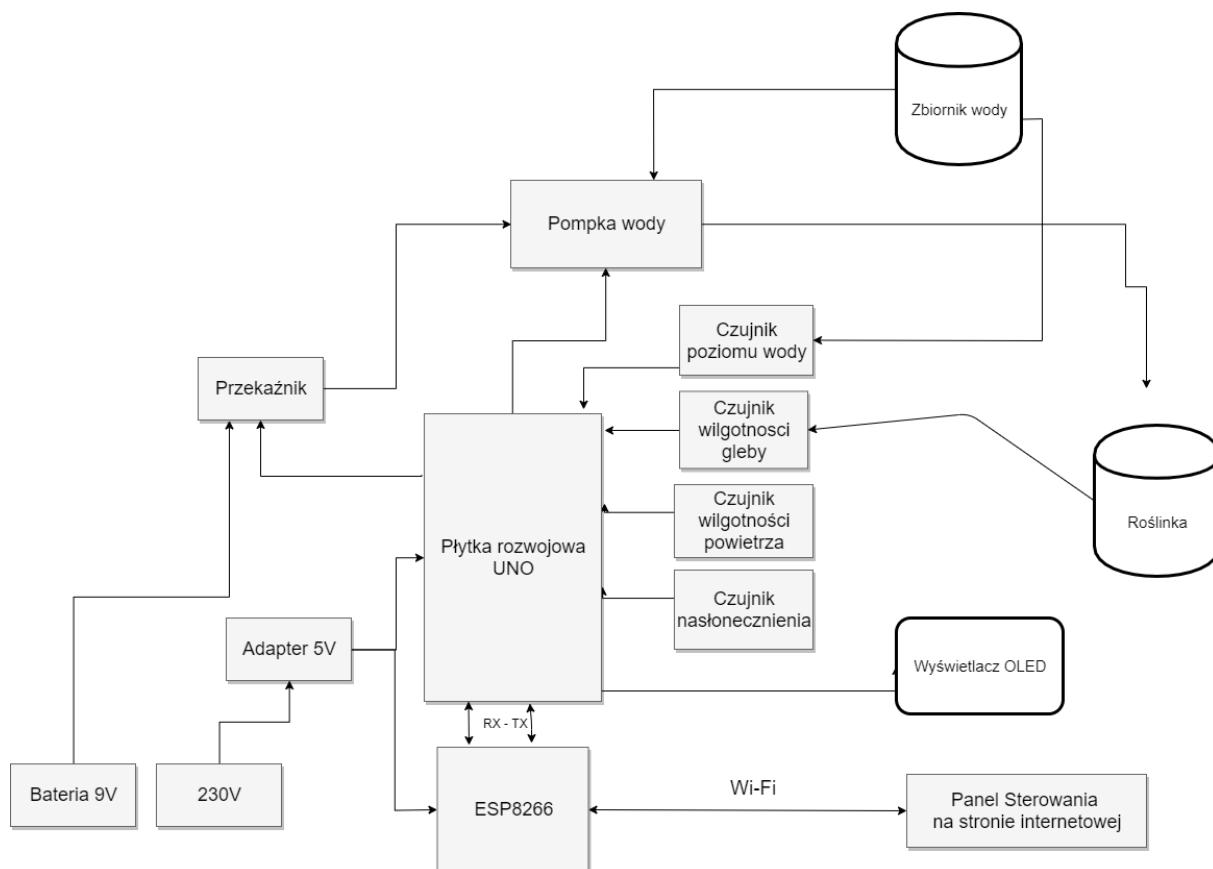 Zbiornik wody
Pompka wody
Czujnik
poziomu wody
Przekaźnik
Czujnik
wilgotnosci
gleby
Czujnik
wilgotności
powietrza
Roślinka
Płytka rozwojowa
UNO
Czujnik
nasłonecznienia
Adapter 5V
Wyświetlacz OLED
RX - TX
Bateria 9V
230V
ESP8266
Wi-Fi
Panel Sterowania
na stronie internetowej